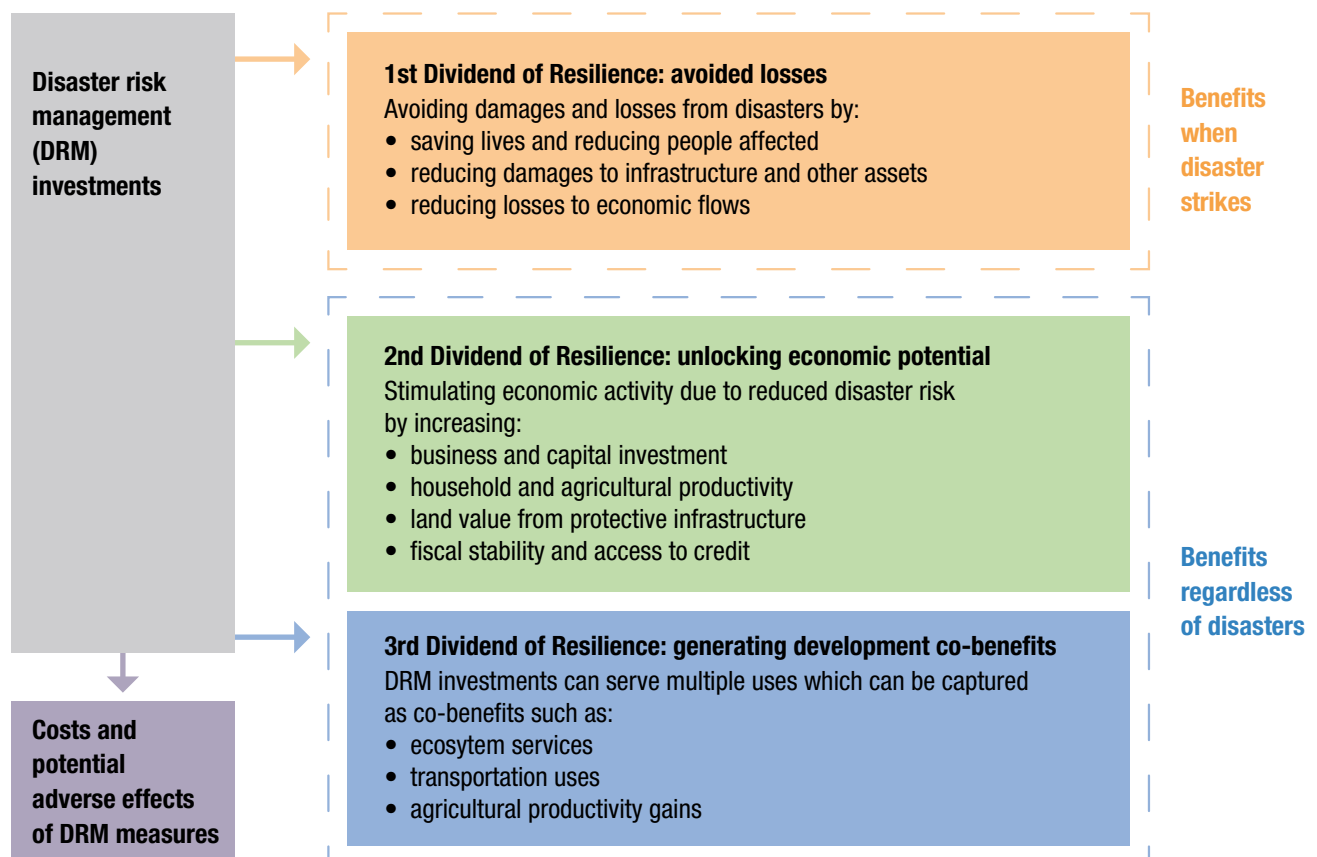 Disaster risk
management
(DRM)
investments
1st Dividend of Resilience: avoided losses
Avoiding damages and losses from disasters by:
• saving lives and reducing people affected
• reducing damages to infrastructure and other assets
• reducing losses to economic flows
Benefits
when
disaster
strikes
2nd Dividend of Resilience: unlocking economic potential
Stimulating economic activity due to reduced disaster risk
by increasing:
• business and capital investment
• household and agricultural productivity
• land value from protective infrastructure
• fiscal stability and access to credit
3rd Dividend of Resilience: generating development co-benefits
DRM investments can serve multiple uses which can be captured
as co-benefits such as:
• ecosytem services
• transportation uses
• agricultural productivity gains
Benefits
regardless
of disasters
Costs and
potential
adverse effects
of DRM measures